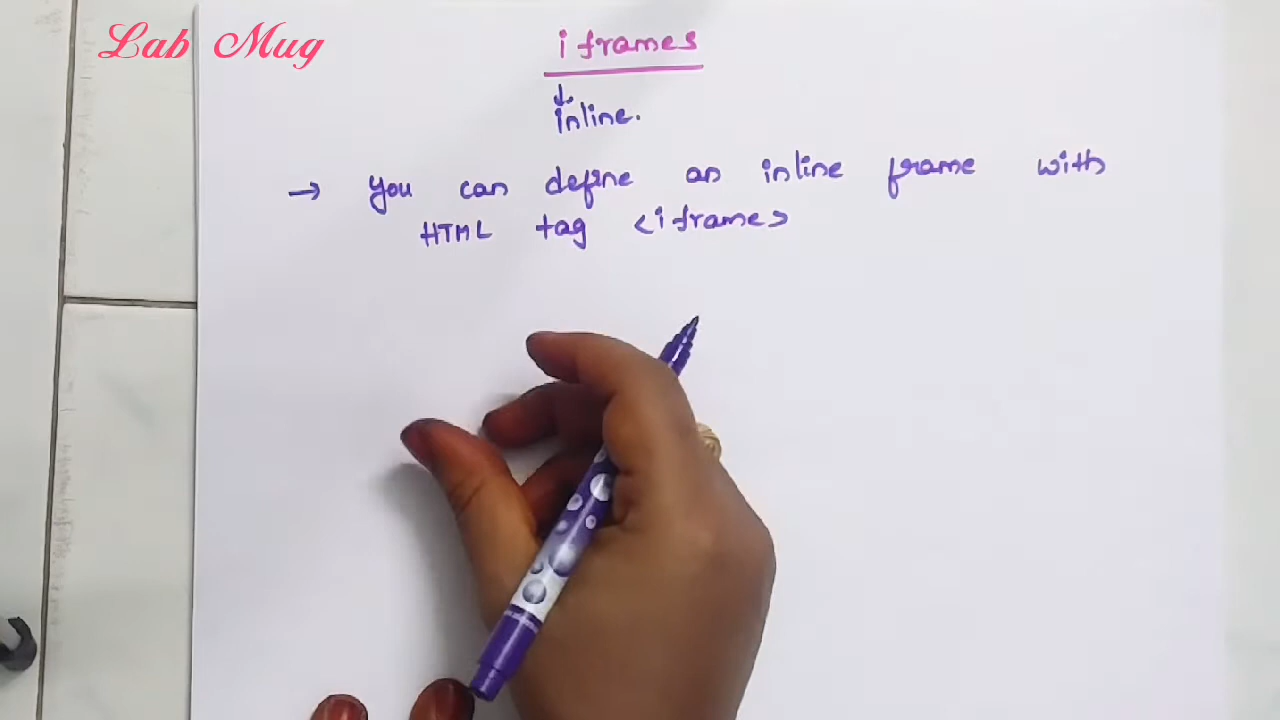 Lab Mug
iframes
↓
inline.
→ you can define an inline frame with
HTML tag <iframe>